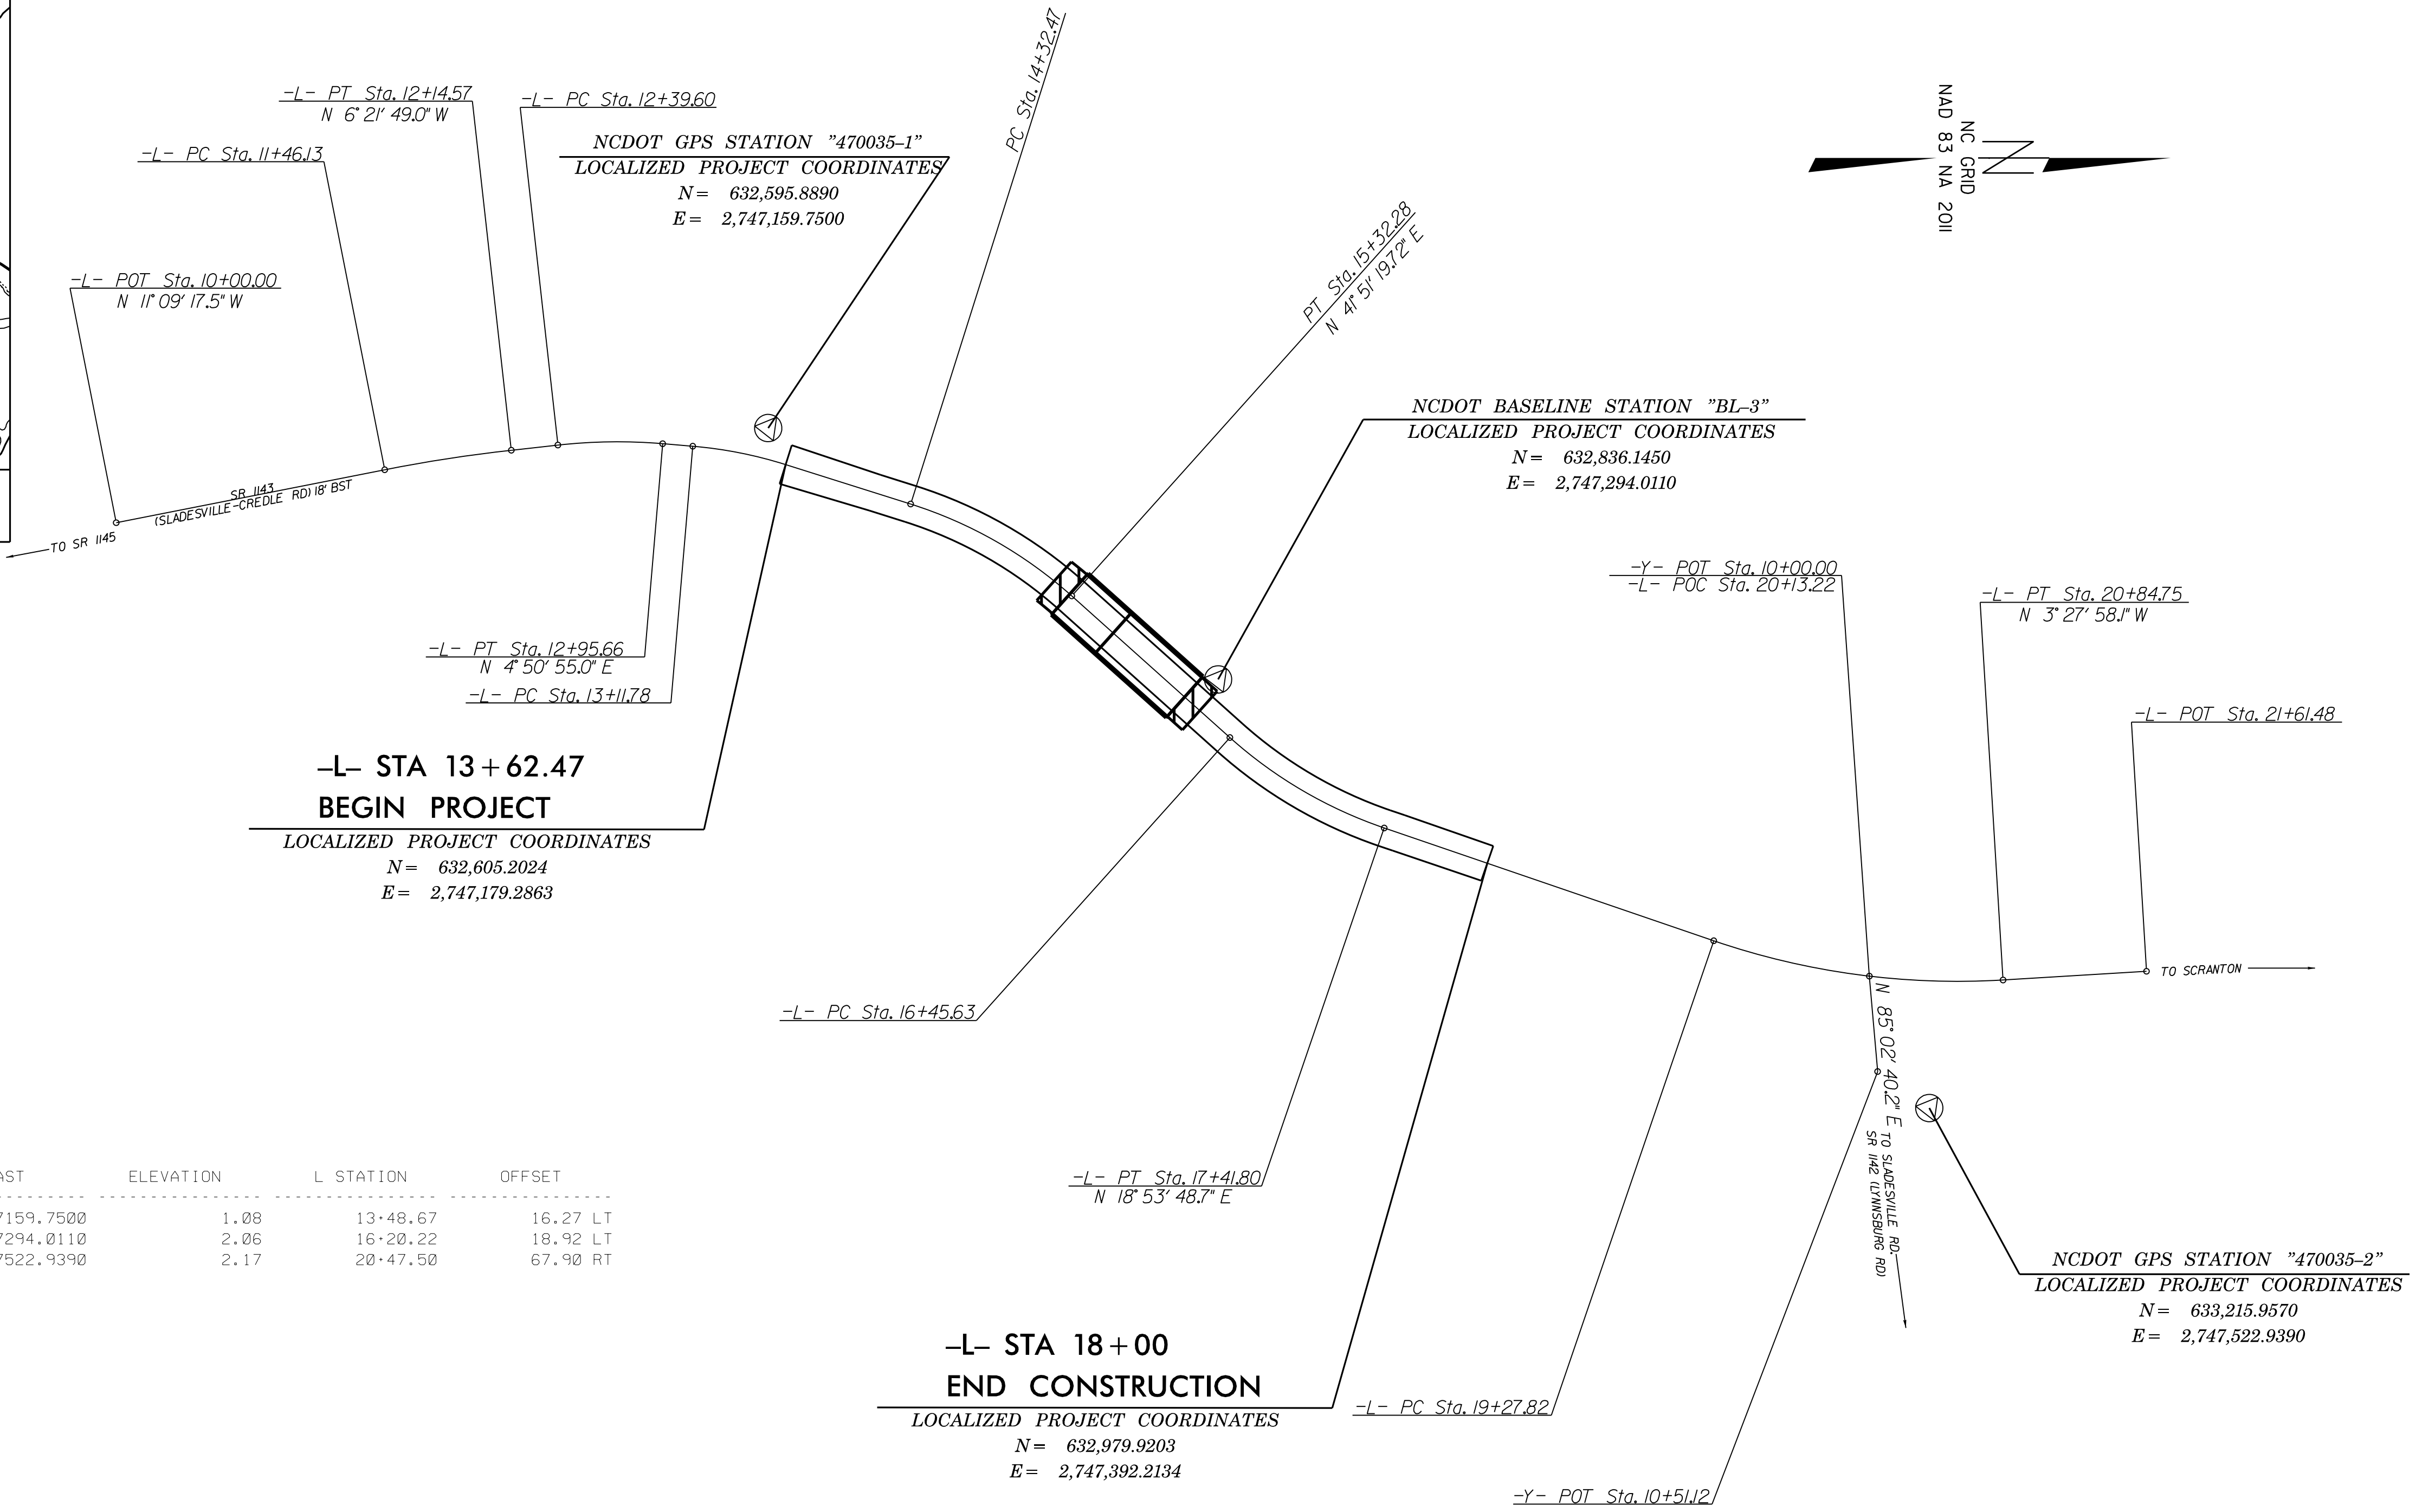 PC Sta. 14+32.47
-L- PT Sta. 12+14.57
N 6° 21' 49.0" W
-L- PC Sta. 12+39.60
NCDOT GPS STATION "470035-1"
LOCALIZED PROJECT COORDINATES
N= 632,595.8890
E= 2,747,159.7500
-L- PC Sta. 11+46.13
NC GRID
NAD 83 NA 2011
-L- POT Sta. 10+00.00
N 11° 09' 17.5" W
PT Sta. 15+32.28
N 41° 51' 19.72" E
NCDOT BASELINE STATION "BL-3"
LOCALIZED PROJECT COORDINATES
N= 632,836.1450
E= 2,747,294.0110
SR 1143
(SLADESVILLE-CREDLE RD) 18' BST
TO SR 1145
-Y- POT Sta. 10+00.00
-L- POC Sta. 20+13.22
-L- PT Sta. 20+84.75
N 3° 27' 58.1" W
-L- PT Sta. 12+95.66
N 4° 50' 55.0" E
-L- PC Sta. 13+11.78
-L- POT Sta. 21+61.48
-L- STA 13+62.47
BEGIN PROJECT
LOCALIZED PROJECT COORDINATES
N= 632,605.2024
E= 2,747,179.2863
TO SCRANTON
-L- PC Sta. 16+45.63
N 85° 02' 40.2" E
TO SLADESVILLE RD.
SR 1142 (LYNNSBURG RD)
-L- PT Sta. 17+41.80
N 18° 53' 48.7" E
AST ELEVATION L STATION OFFSET
7159.7500 1.08 13+48.67 16.27 LT
7294.0110 2.06 16+20.22 18.92 LT
7522.9390 2.17 20+47.50 67.90 RT
NCDOT GPS STATION "470035-2"
LOCALIZED PROJECT COORDINATES
N= 633,215.9570
E= 2,747,522.9390
-L- STA 18+00
END CONSTRUCTION
LOCALIZED PROJECT COORDINATES
N= 632,979.9203
E= 2,747,392.2134
-L- PC Sta. 19+27.82
-Y- POT Sta. 10+51.12